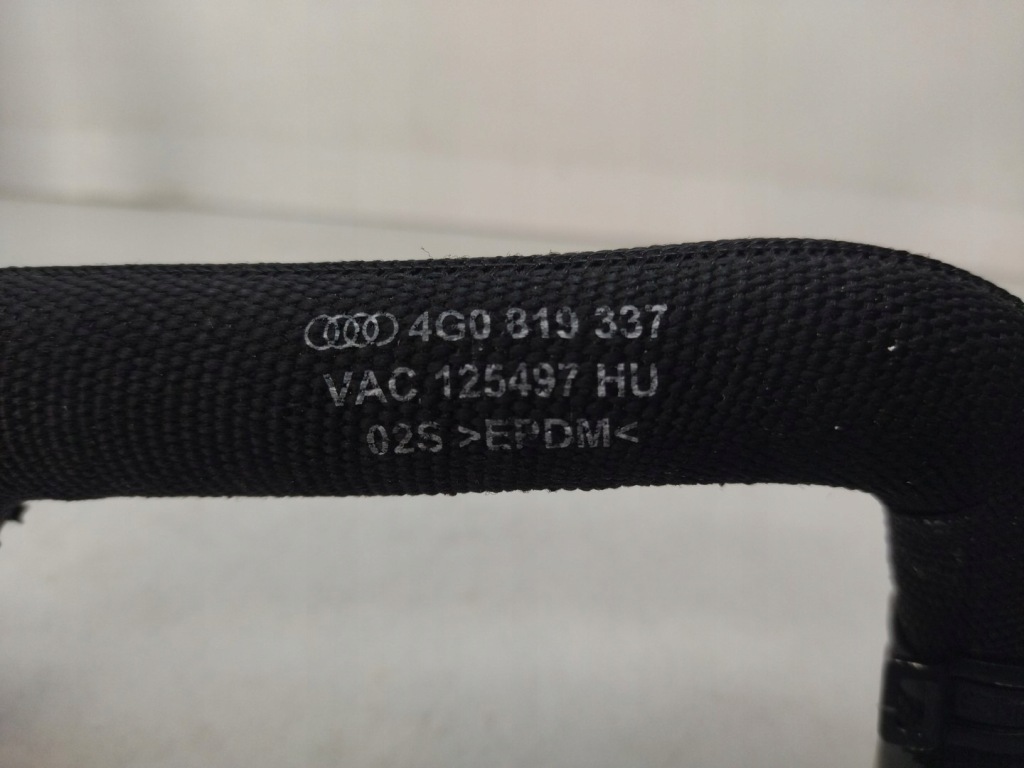 4G0 819 337
VAC 125497 HU
02S >EPDM<